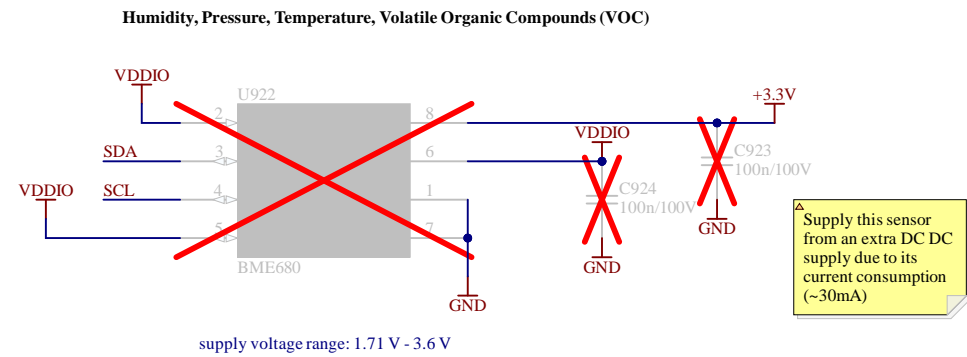 Humidity, Pressure, Temperature, Volatile Organic Compounds (VOC)
VDDIO
U922
+3.3V
2
8
VDDIO
SDA
3
6
C923
100n/100V
VDDIO
SCL
4
1
C924
100n/100V
GND
5
7
BME680
GND
GND
Supply this sensor
from an extra DC DC
supply due to its
current consumption
(~30mA)
supply voltage range: 1.71 V - 3.6 V